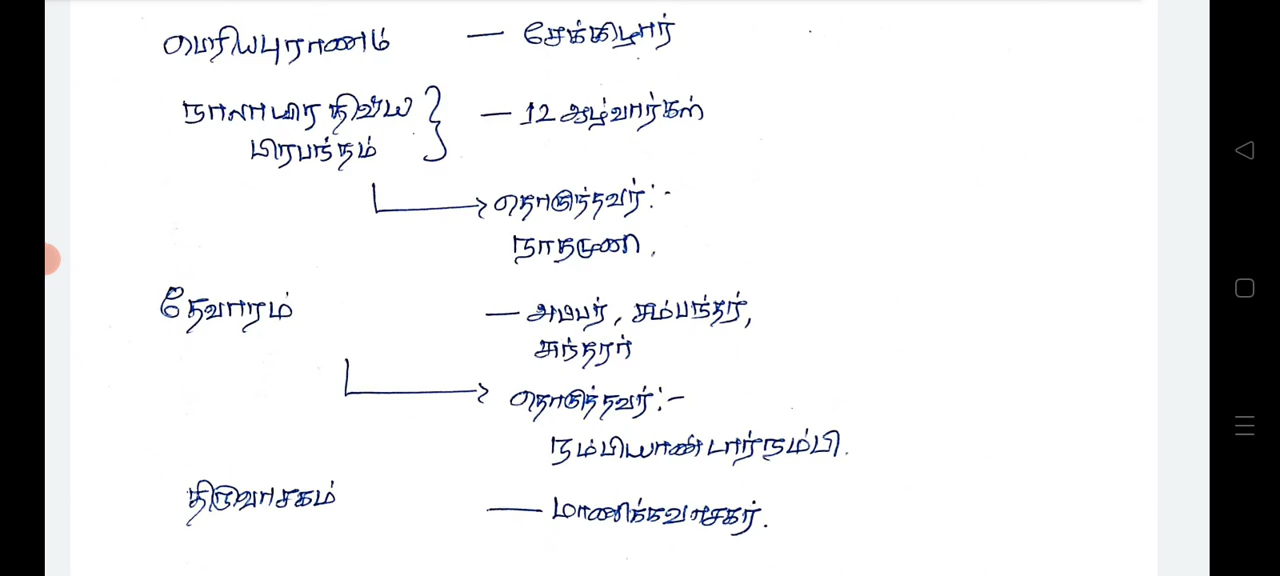 பெரியபுராணம் — சேக்கிழார்
நாலாயிர திவ்ய } — 12 ஆழ்வார்கள்
பிரபந்தம்
தொகுத்தவர்:-
நாதமுனி.
தேவாரம் — அப்பர், சம்பந்தர்,
சுந்தரர்
தொகுத்தவர்:-
நம்பியாண்டார்நம்பி.
திருவாசகம் — மாணிக்கவாசகர்.